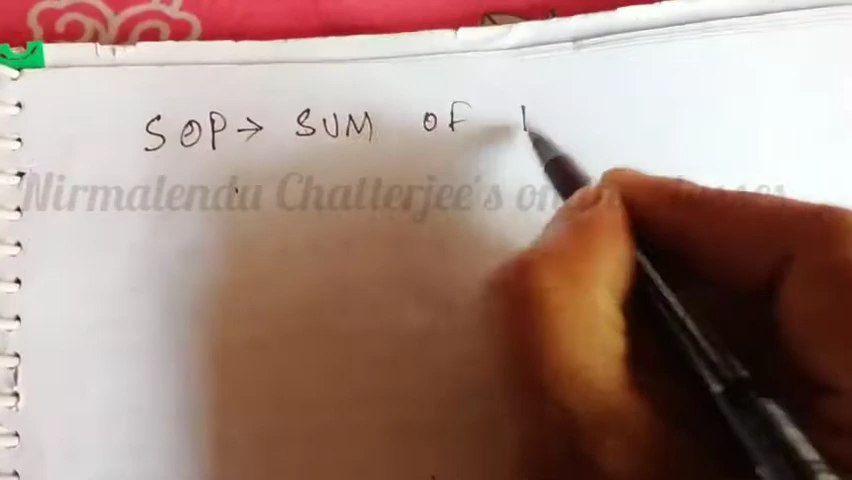 SOP→ SUM OF
Nirmalendu Chatterjee's